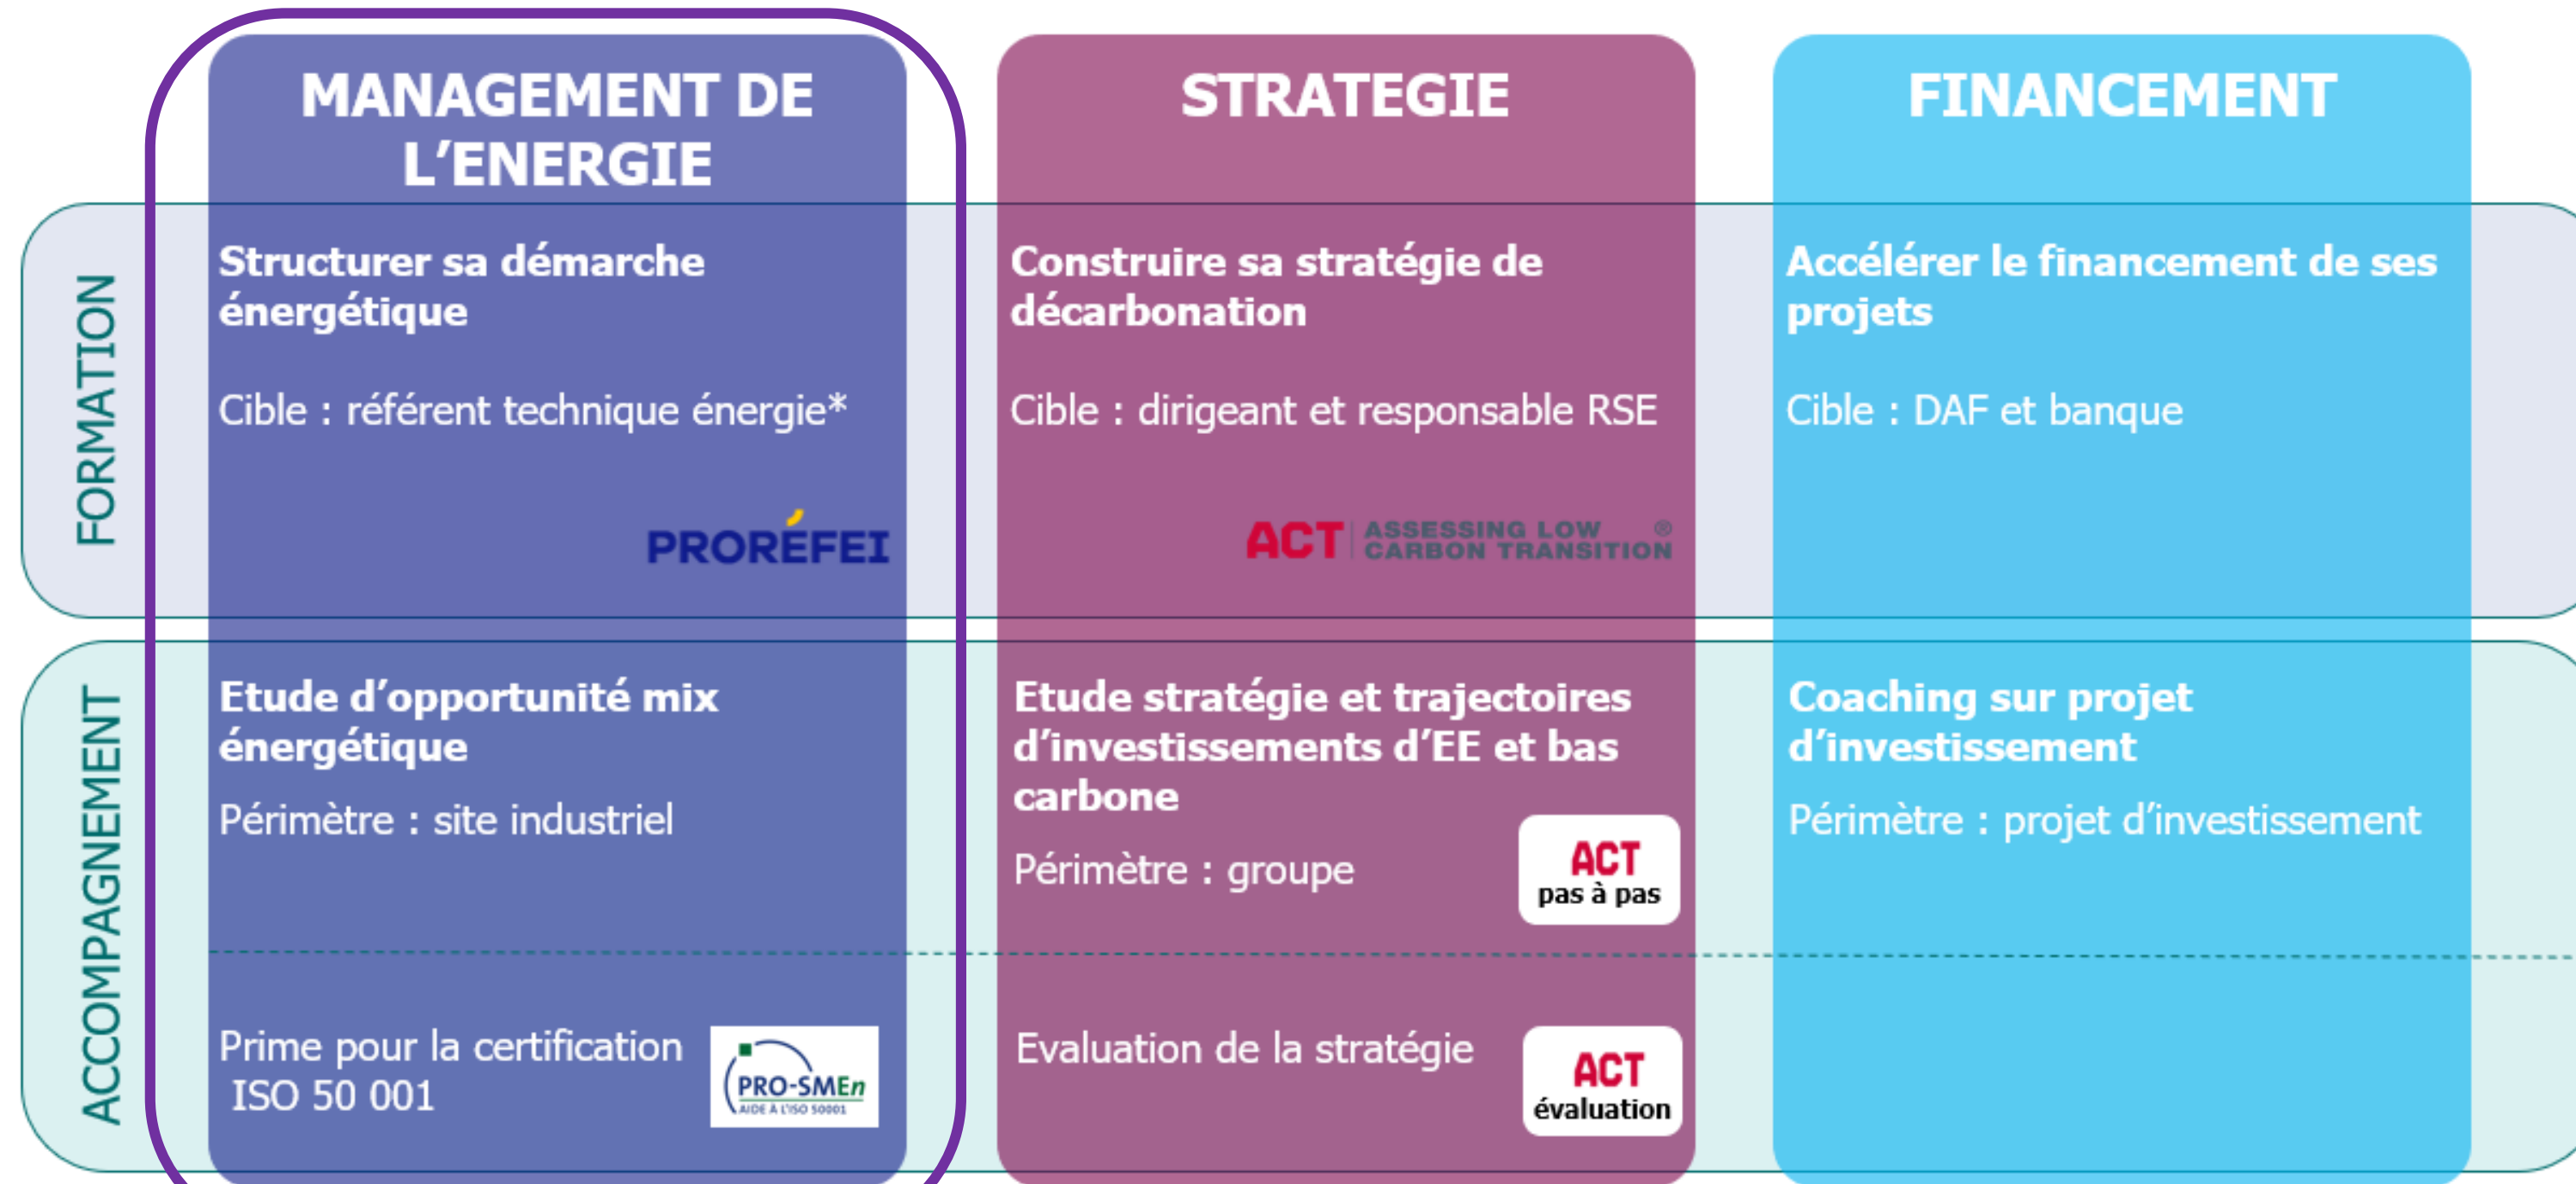 MANAGEMENT DE
L'ENERGIE
STRATEGIE
FINANCEMENT
FORMATION
Structurer sa démarche
énergétique
Cible : référent technique énergie*
PRORÉFEI
Construire sa stratégie de
décarbonation
Cible : dirigeant et responsable RSE
ACT ASSESSING LOW ®
CARBON TRANSITION
Accélérer le financement de ses
projets
Cible : DAF et banque
ACCOMPAGNEMENT
Etude d'opportunité mix
énergétique
Périmètre : site industriel
Prime pour la certification
ISO 50 001
PRO-SMEn
AIDE À L'ISO 50001
Etude stratégie et trajectoires
d'investissements d'EE et bas
carbone
Périmètre : groupe
ACT
pas à pas
Evaluation de la stratégie
ACT
évaluation
Coaching sur projet
d'investissement
Périmètre : projet d'investissement